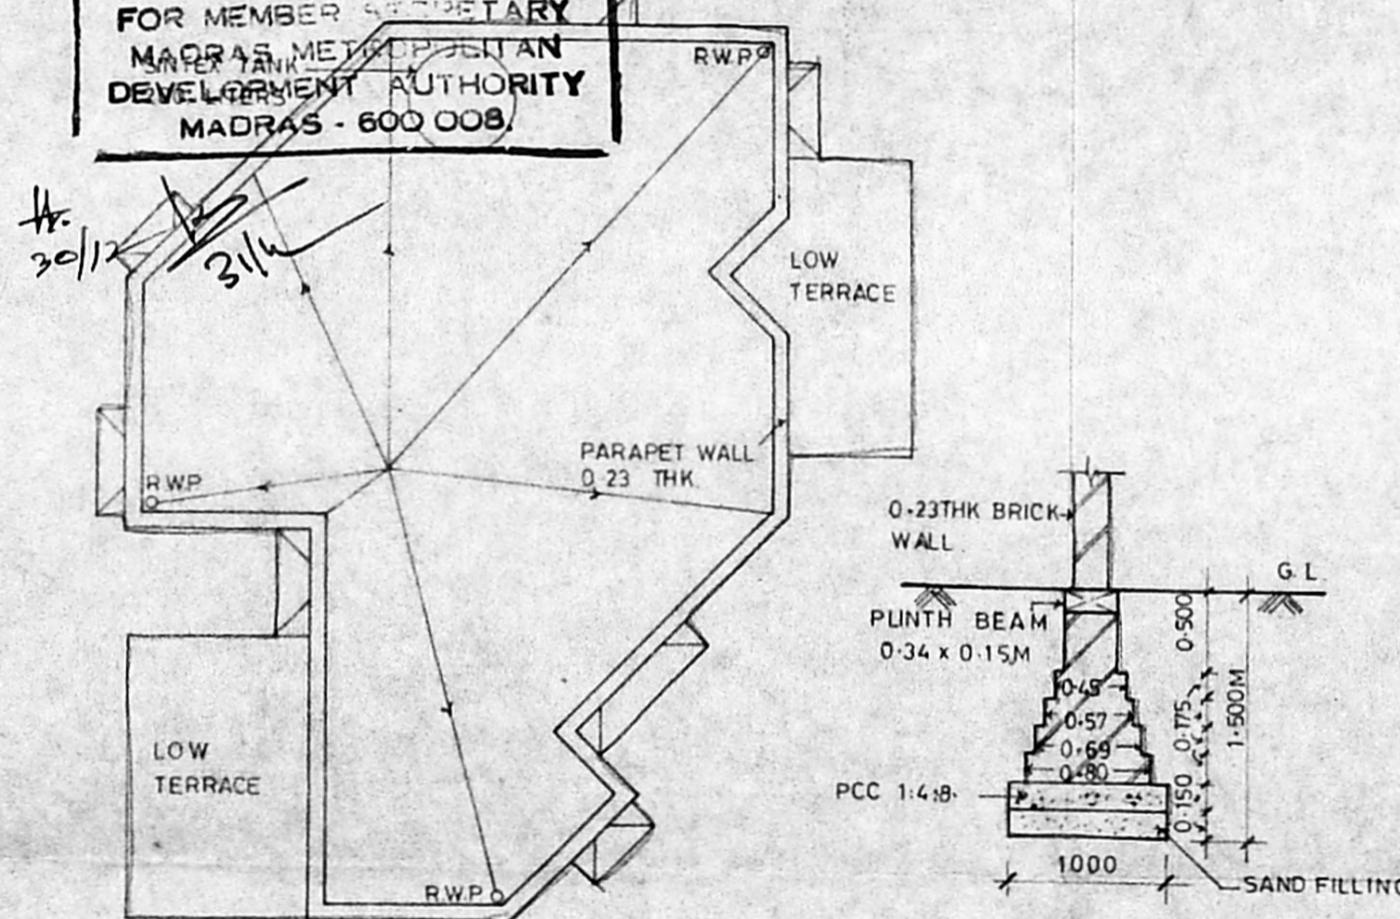 FOR MEMBER SECRETARY
MADRAS METROPOLITAN
SINTEX TANK
DEVELOPMENT AUTHORITY
MADRAS - 600 008.
R.W.P
30/12
31/12
LOW
TERRACE
PARAPET WALL
0.23 THK
R.W.P
LOW
TERRACE
R.W.P
0.23THK BRICK
WALL
G.L
PLINTH BEAM
0.34 x 0.15M
0.500
0.45
0.57
0.69
0.80
0.175
1.500M
PCC 1:4:8
0.150
1.000
SAND FILLING